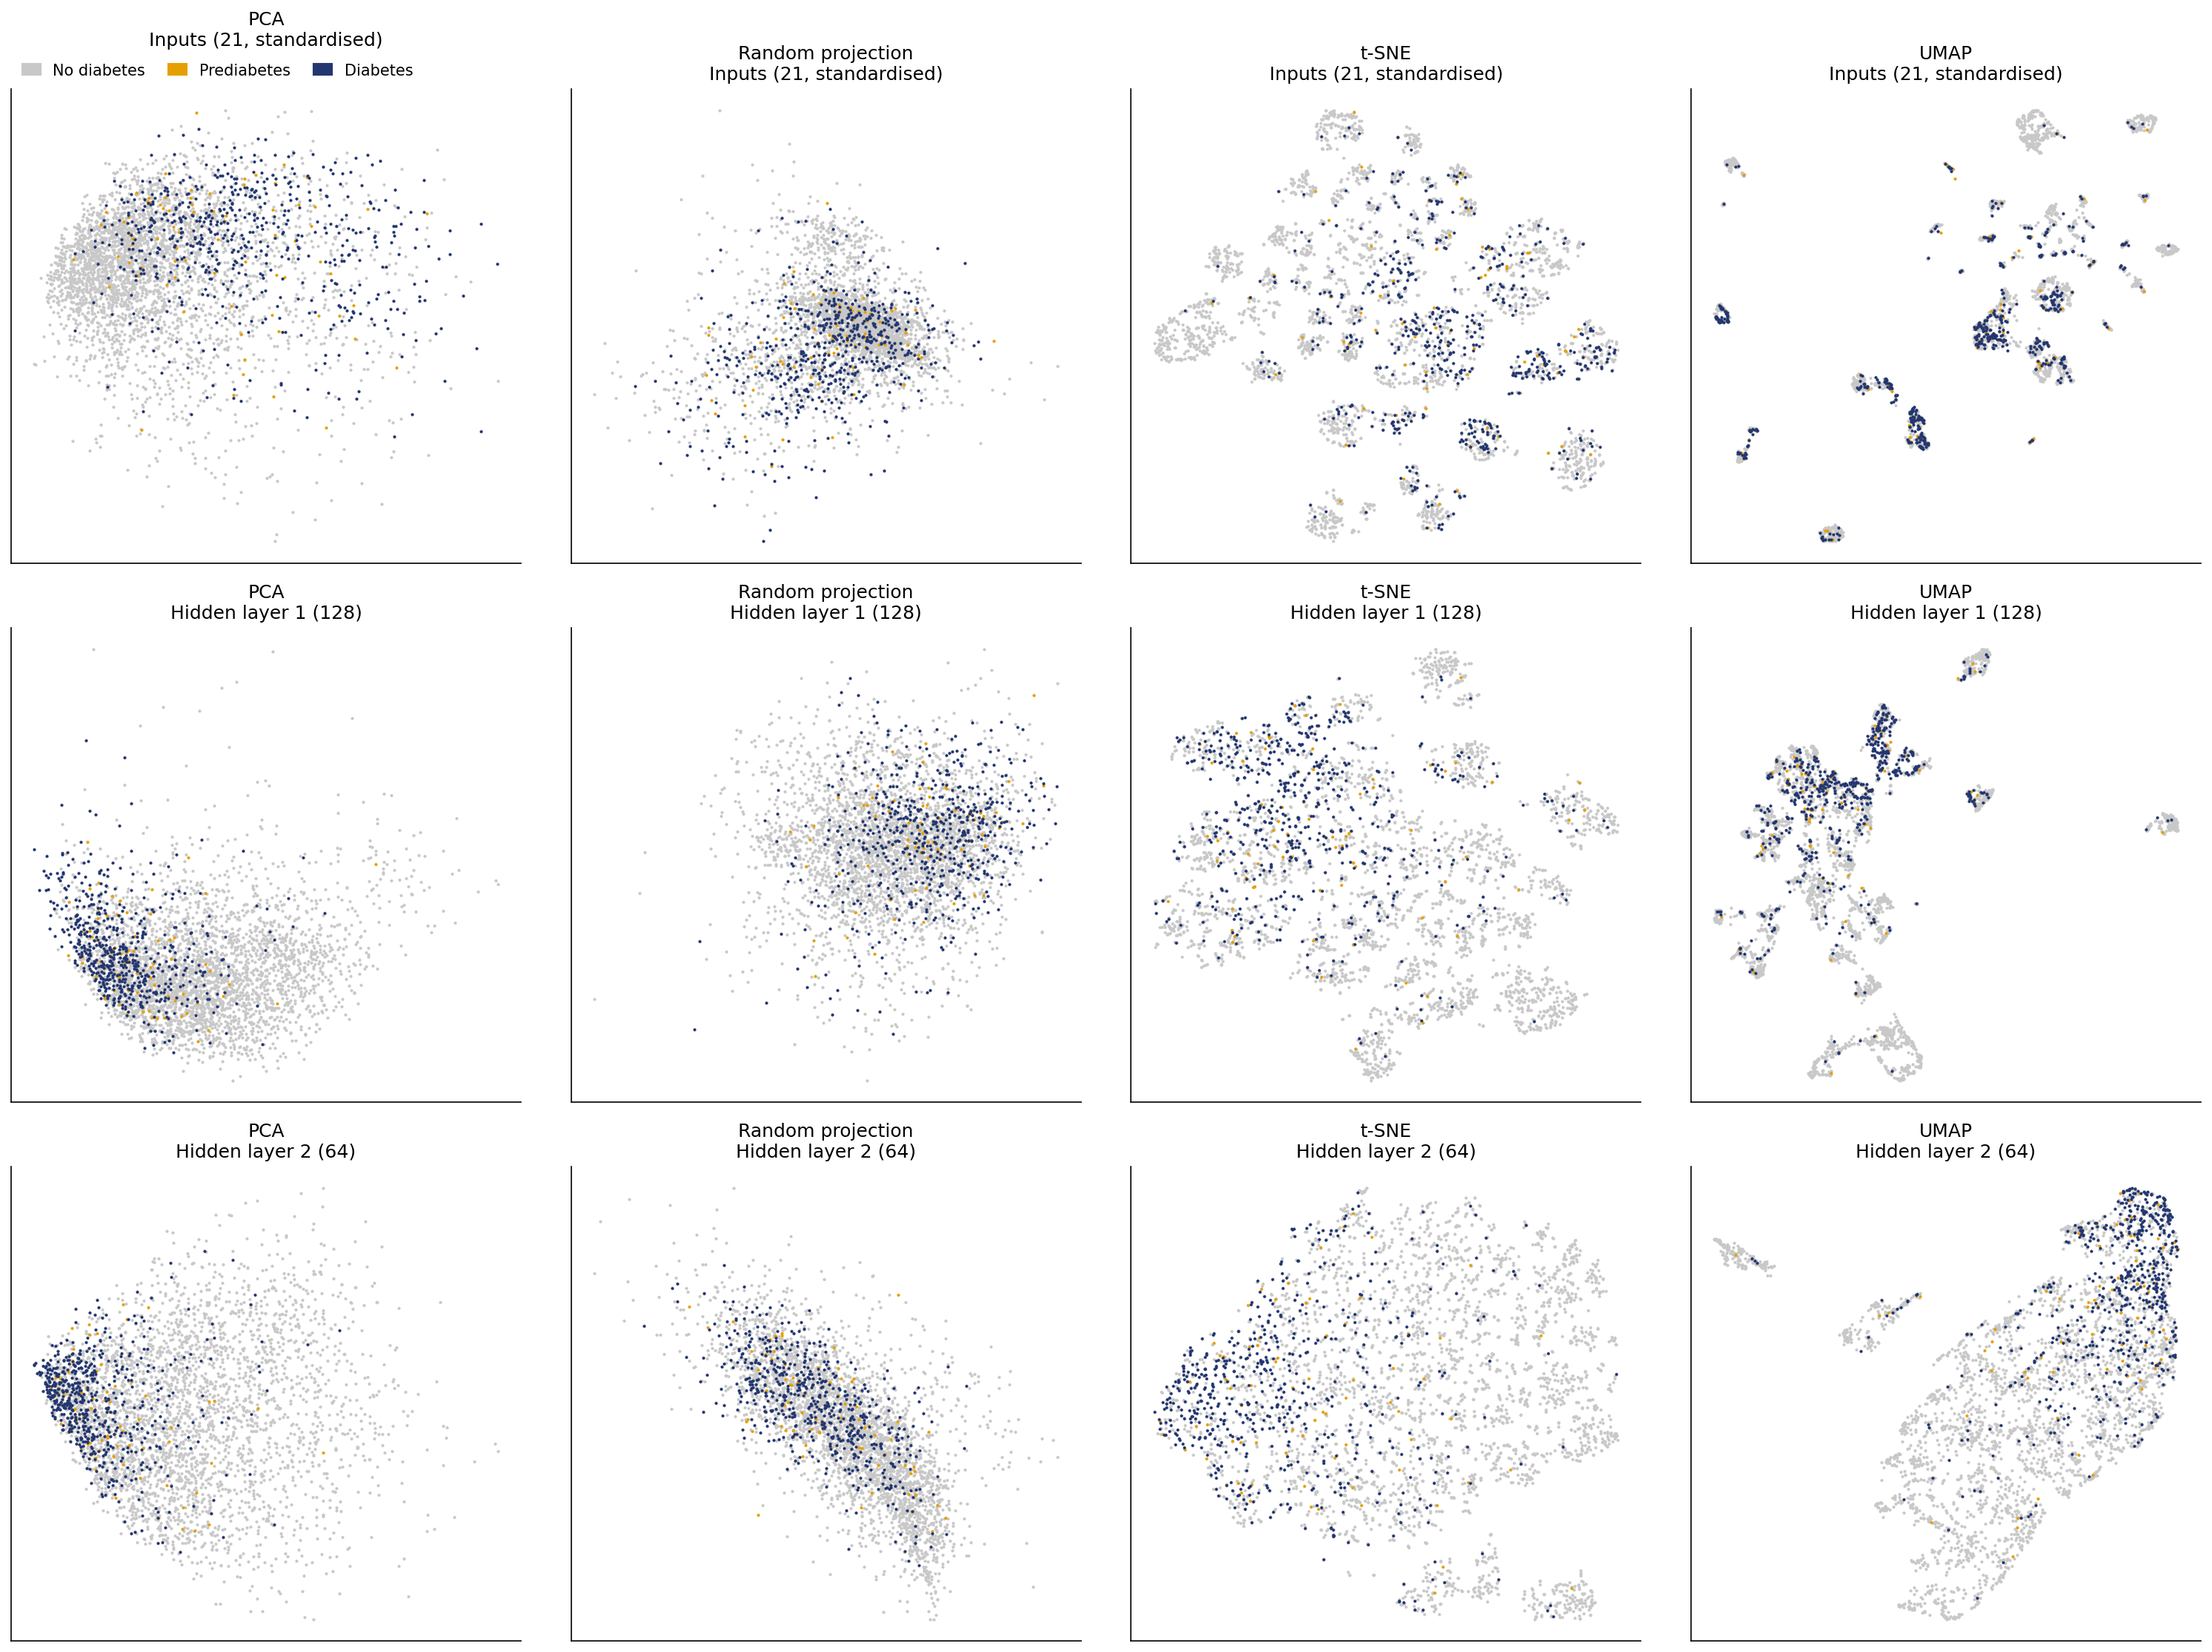 PCA
Inputs (21, standardised)
No diabetes Prediabetes Diabetes
Random projection
Inputs (21, standardised)
t-SNE
Inputs (21, standardised)
UMAP
Inputs (21, standardised)
PCA
Hidden layer 1 (128)
Random projection
Hidden layer 1 (128)
t-SNE
Hidden layer 1 (128)
UMAP
Hidden layer 1 (128)
PCA
Hidden layer 2 (64)
Random projection
Hidden layer 2 (64)
t-SNE
Hidden layer 2 (64)
UMAP
Hidden layer 2 (64)